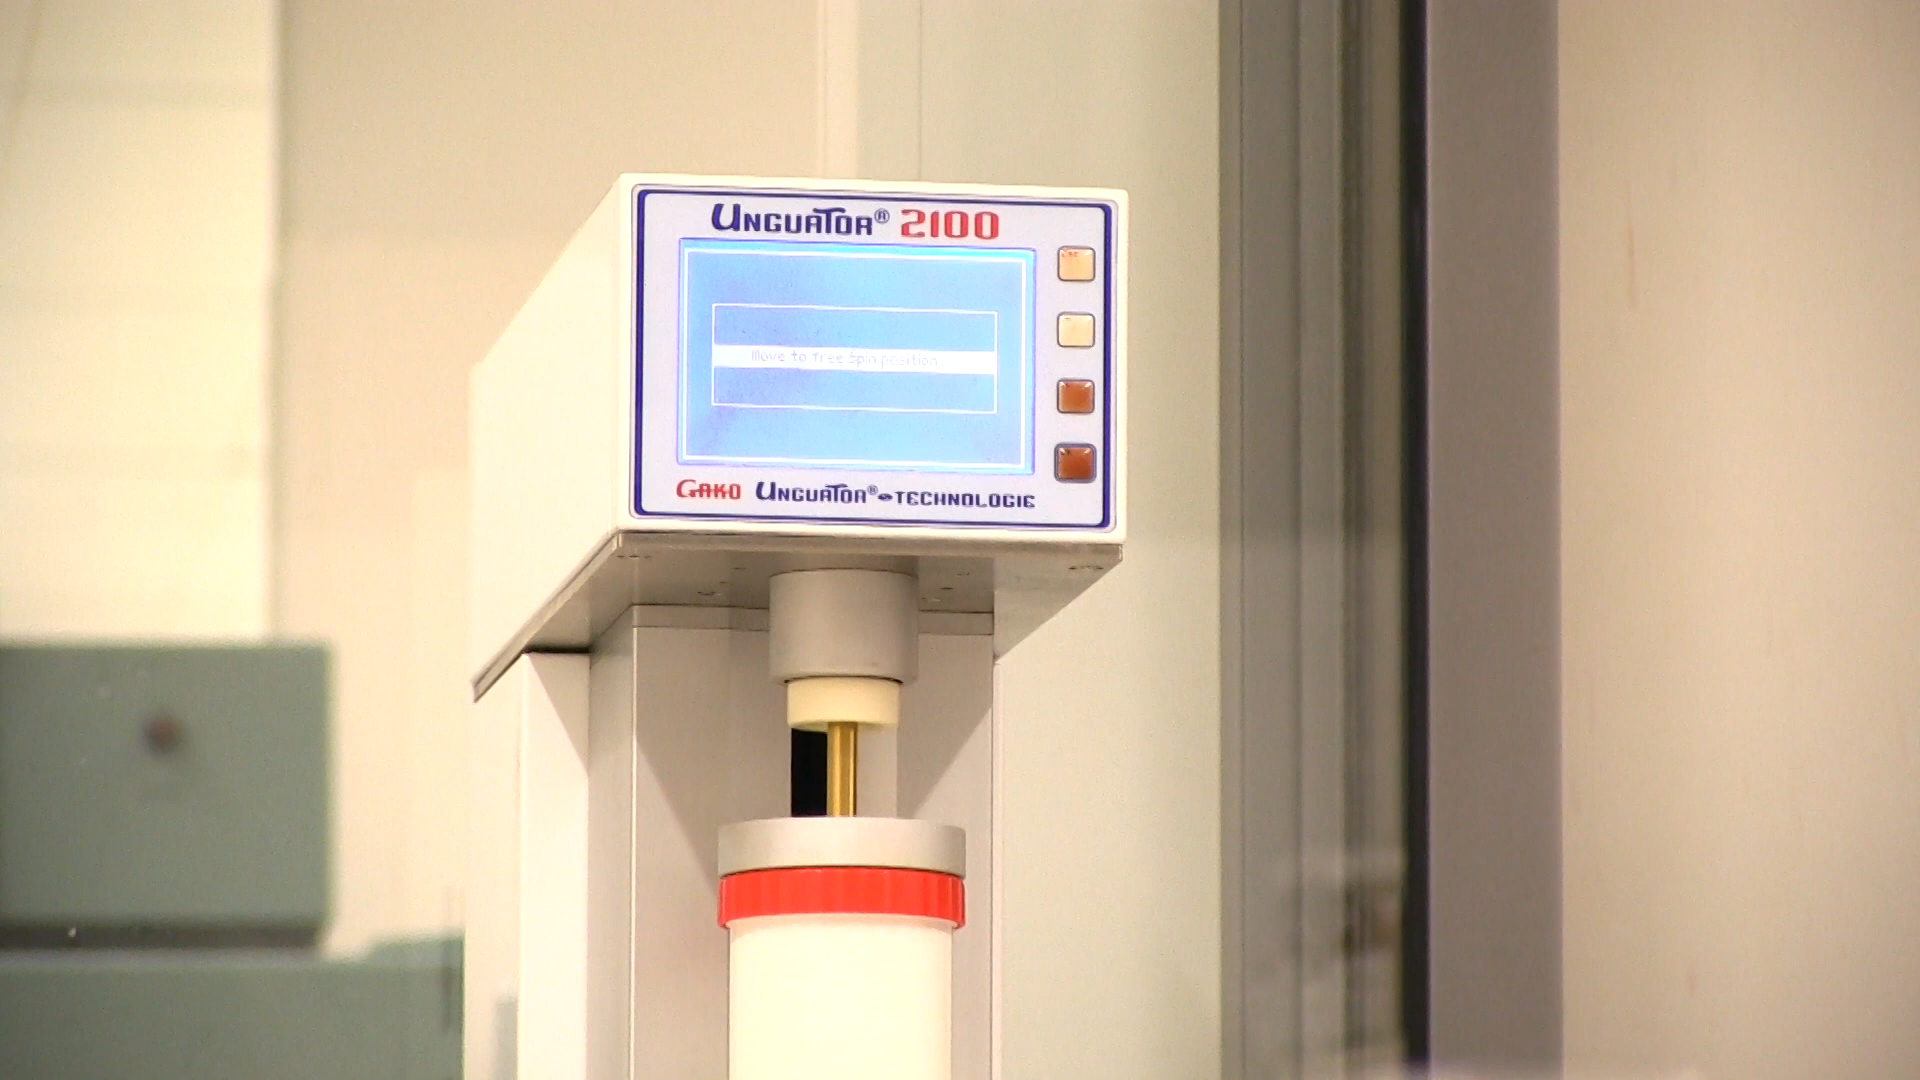 UNGUATOR® 2100
Move to free spin position
GAKO UNGUATOR®-TECHNOLOGIE